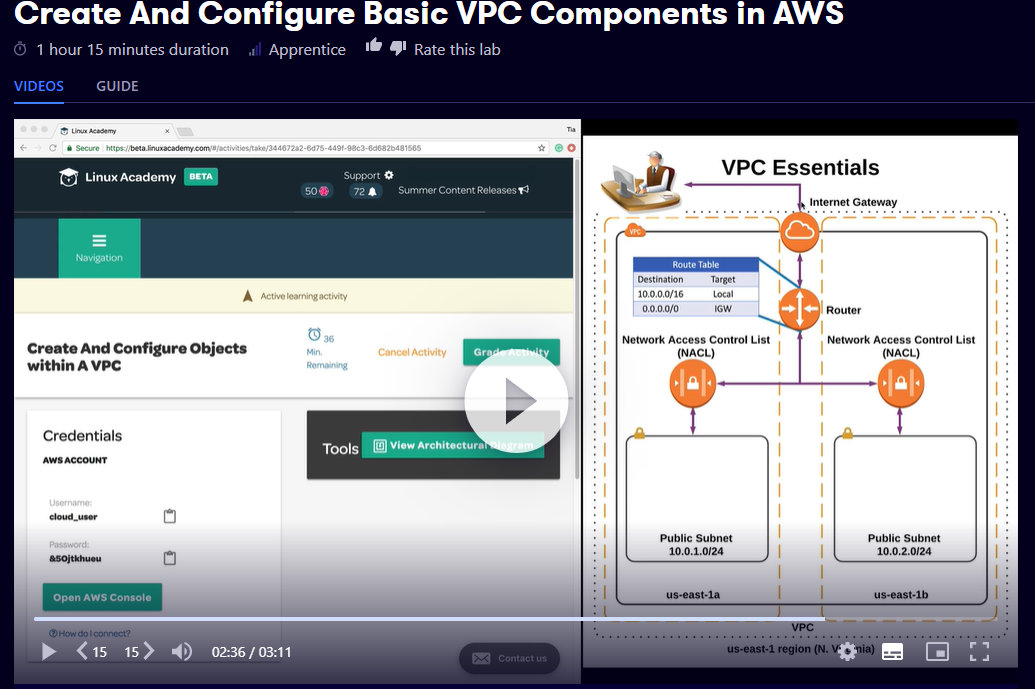 Create And Configure Basic VPC Components in AWS
1 hour 15 minutes duration Apprentice Rate this lab
VIDEOS GUIDE
Linux Academy
Tia
Secure https://beta.linuxacademy.com/#/activities/take/344672a2-6d75-449f-98c3-6d682b481565
Linux Academy BETA
Support
50 72 Summer Content Releases
Navigation
Active learning activity
Create And Configure Objects
within A VPC
36
Min.
Remaining
Cancel Activity
Grade Activity
Credentials
AWS ACCOUNT
Username:
cloud_user
Password:
&5Ojtkhueu
Open AWS Console
How do I connect?
Tools View Architectural Diagram
Contact us
15 15 02:36 / 03:11
VPC Essentials
Internet Gateway
VPC
Route Table
Destination Target
10.0.0.0/16 Local
0.0.0.0/0 IGW
Router
Network Access Control List
(NACL)
Network Access Control List
(NACL)
Public Subnet
10.0.1.0/24
Public Subnet
10.0.2.0/24
us-east-1a
us-east-1b
VPC
us-east-1 region (N.